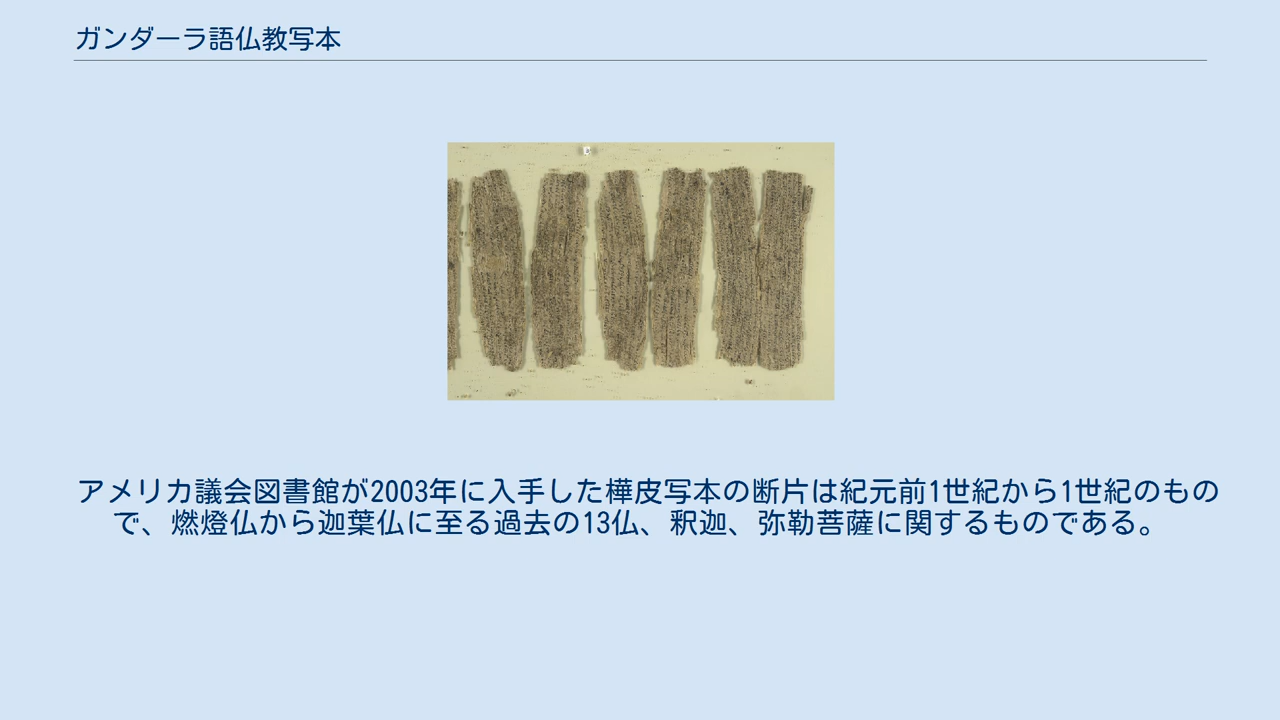 ガンダーラ語仏教写本
アメリカ議会図書館が2003年に入手した樺皮写本の断片は紀元前1世紀から1世紀のもの
で、燃燈仏から迦葉仏に至る過去の13仏、釈迦、弥勒菩薩に関するものである。